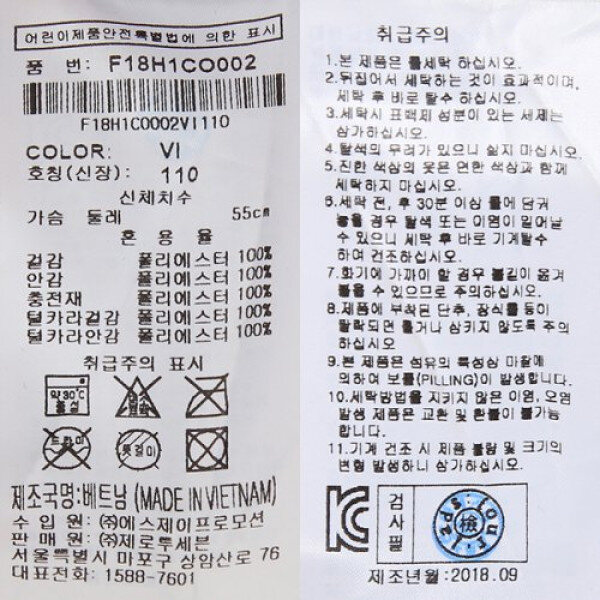 어린이제품안전특별법에 의한 표시
품 번: F18H1CO002
F18H1C0002VI110
COLOR: VI
호칭(신장): 110
신체치수
가슴 둘레 55cm
혼 용 율
겉감 폴리에스터 100%
안감 폴리에스터 100%
충전재 폴리에스터 100%
털카라겉감 폴리에스터 100%
털카라안감 폴리에스터 100%
취급주의 표시
약30℃
중성
드라이
옷걸이
제조국명:베트남 (MADE IN VIETNAM)
수 입 원: ㈜에스제이프로모션
판 매 원: ㈜제로투세븐
서울특별시 마포구 상암산로 76
대표전화: 1588-7601
취급주의
1.본 제품은 물세탁 하십시요.
2.뒤집어서 세탁하는 것이 효과적이며,
세탁 후 바로 탈수 하십시요.
3.세탁시 표백제 성분이 있는 세제는
삼가하십시요.
4.탈색의 우려가 있으니 삶지 마십시요.
5.진한 색상의 옷은 연한 색상과 함께
세탁하지 마십시요.
6.세탁 전, 후 30분 이상 물에 담궈
놓을 경우 탈색 또는 이염이 일어날
수 있으니 세탁 후 바로 기계탈수
하여 건조하십시요.
7.화기에 가까이 할 경우 불길이 옮겨
붙을 수 있으므로 주의하십시요.
8.제품에 부착된 단추, 장식물 등이
탈락되면 물거나 삼키지 않도록 주의
하십시요
9.본 제품은 섬유의 특성상 마찰에
의하여 보풀(PILLING)이 발생합니다.
10.세탁방법을 지키지 않은 이염, 오염
발생 제품은 교환 및 환불이 불가능
합니다.
11.기계 건조 시 제품 불량 및 크기의
변형 발생하니 삼가하십시요.
검
사
필
檢
제조년월:2018.09